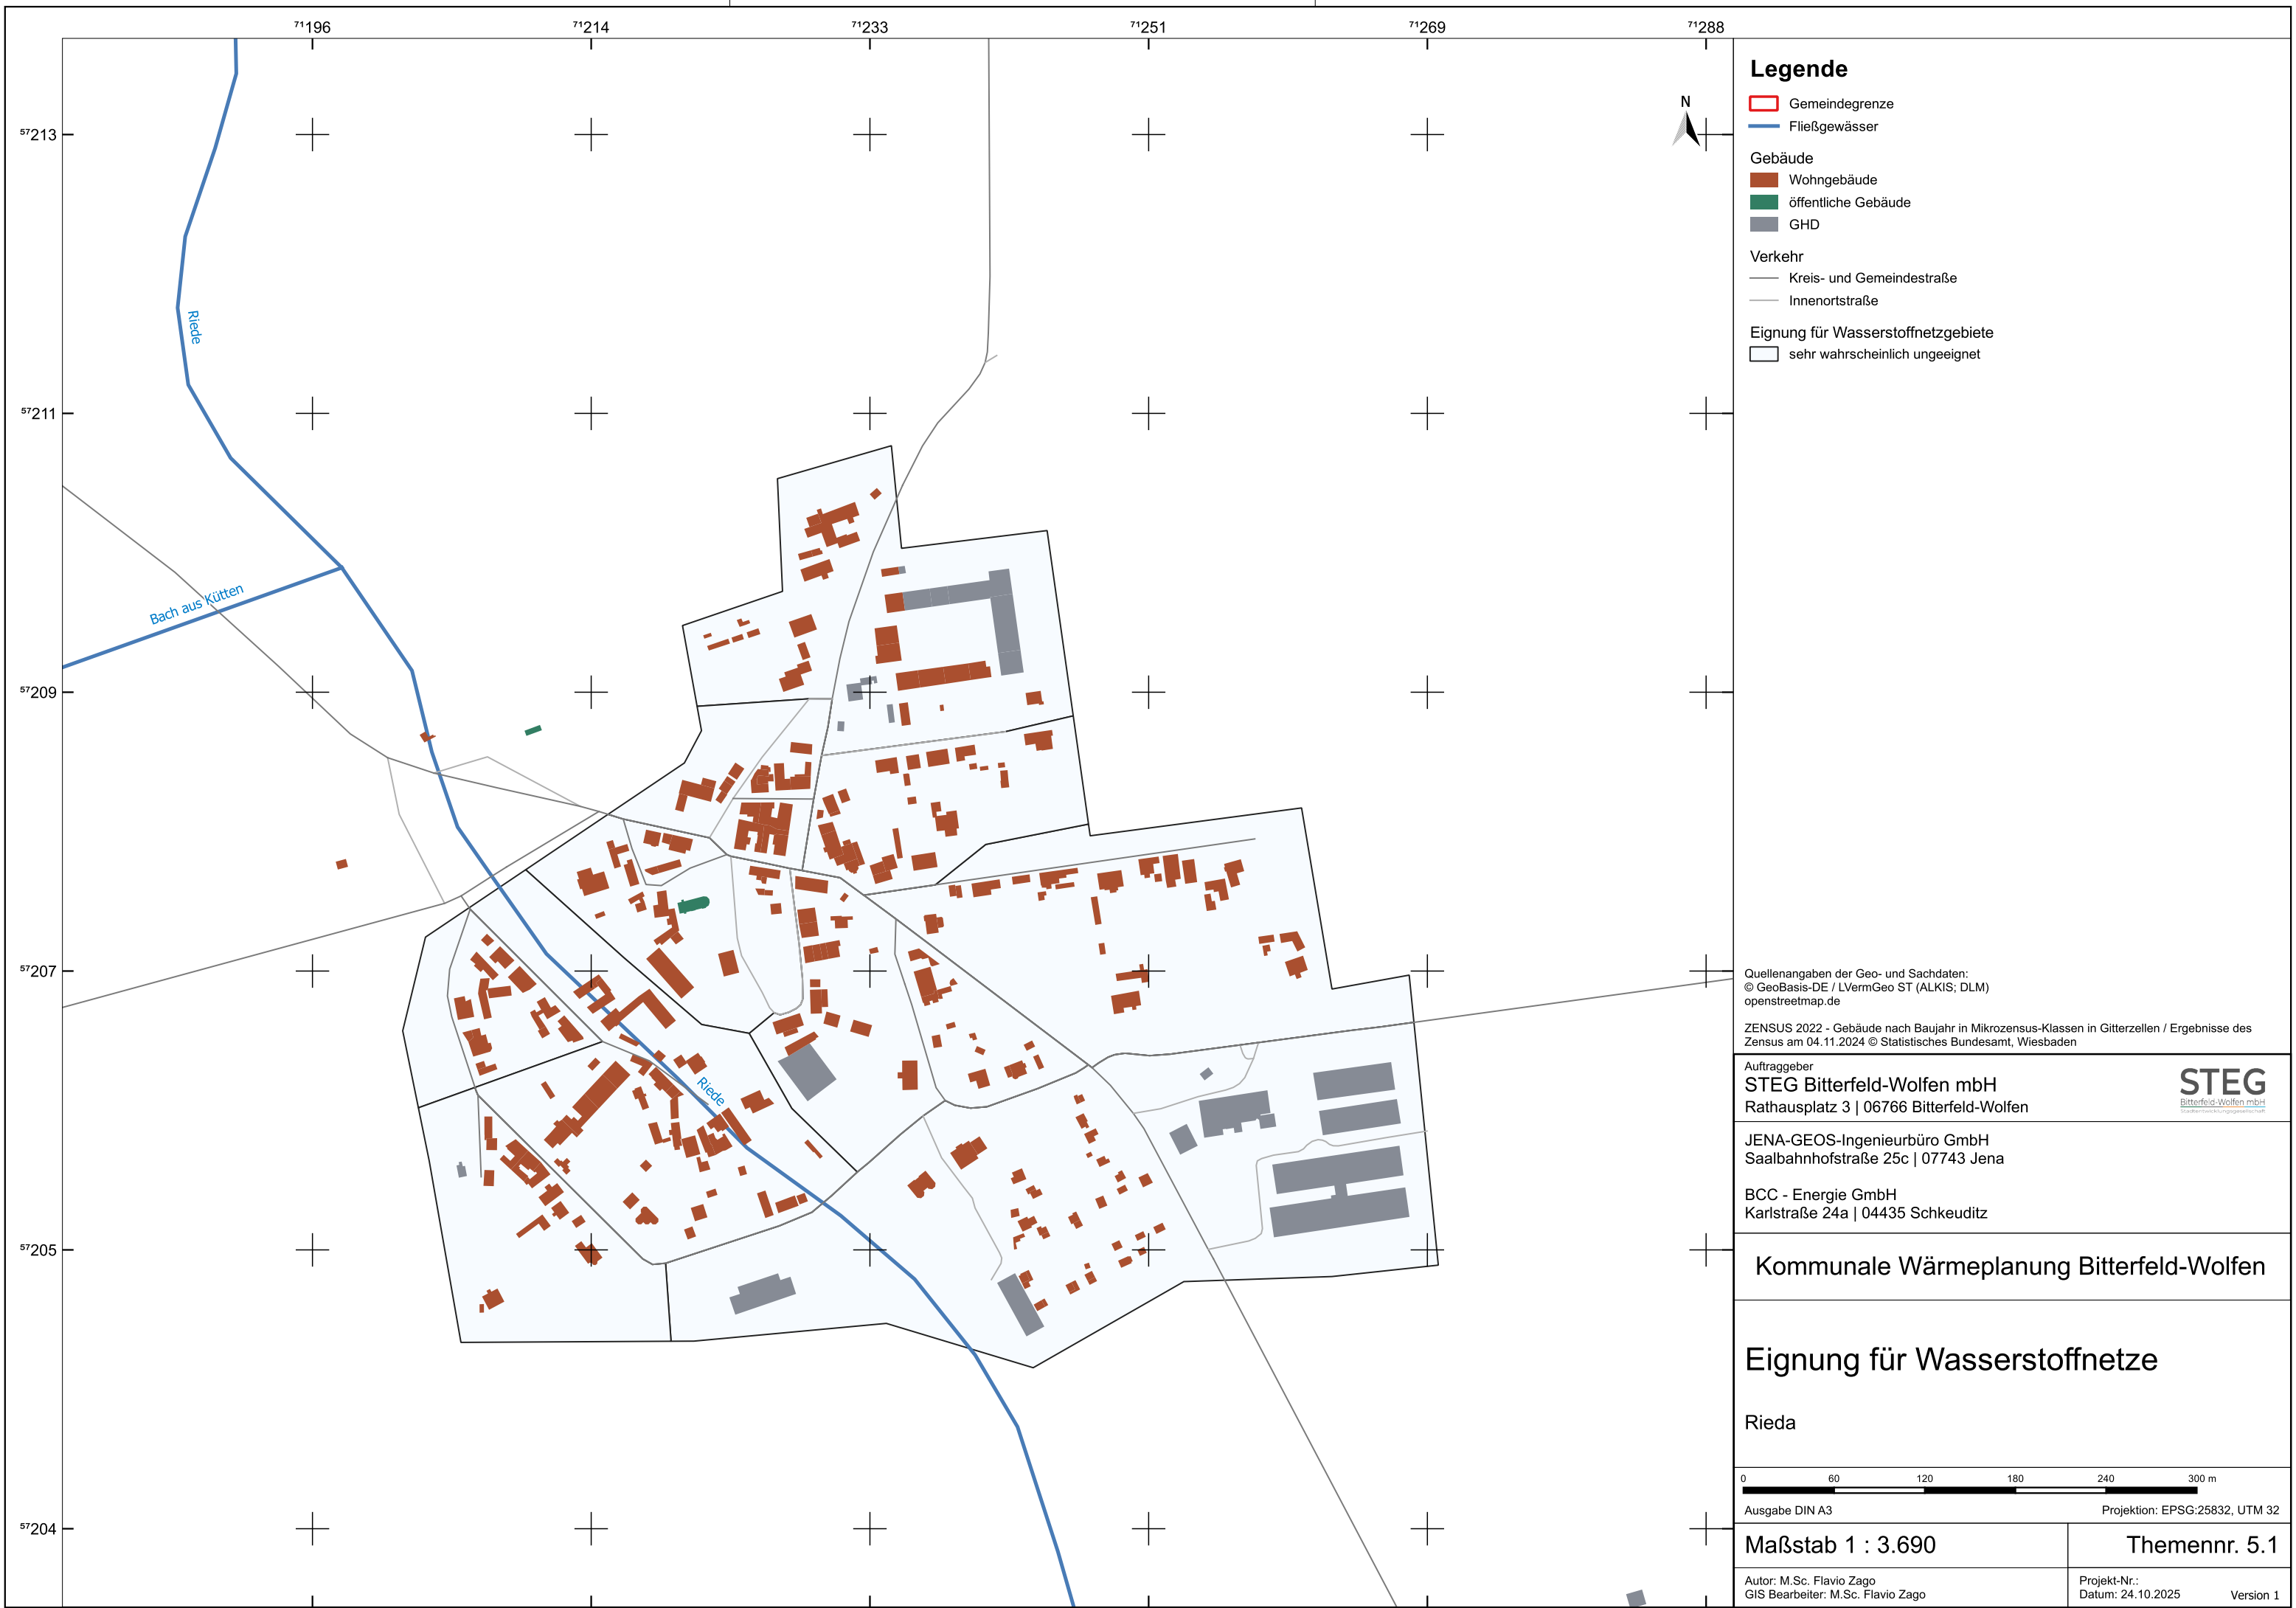 71196 71214 71233 71251 71269 71288
57213
57211
57209
57207
57205
57204
N
Riede
Bach aus Kütten
Riede
Legende
Gemeindegrenze
Fließgewässer
Gebäude
Wohngebäude
öffentliche Gebäude
GHD
Verkehr
Kreis- und Gemeindestraße
Innenortstraße
Eignung für Wasserstoffnetzgebiete
sehr wahrscheinlich ungeeignet
Quellenangaben der Geo- und Sachdaten:
© GeoBasis-DE / LVermGeo ST (ALKIS; DLM)
openstreetmap.de
ZENSUS 2022 - Gebäude nach Baujahr in Mikrozensus-Klassen in Gitterzellen / Ergebnisse des
Zensus am 04.11.2024 © Statistisches Bundesamt, Wiesbaden
Auftraggeber
STEG Bitterfeld-Wolfen mbH
Rathausplatz 3 | 06766 Bitterfeld-Wolfen
STEG
Bitterfeld-Wolfen mbH
Stadtentwicklungsgesellschaft
JENA-GEOS-Ingenieurbüro GmbH
Saalbahnhofstraße 25c | 07743 Jena
BCC - Energie GmbH
Karlstraße 24a | 04435 Schkeuditz
Kommunale Wärmeplanung Bitterfeld-Wolfen
Eignung für Wasserstoffnetze
Rieda
0 60 120 180 240 300 m
Ausgabe DIN A3 Projektion: EPSG:25832, UTM 32
Maßstab 1 : 3.690 Themennr. 5.1
Autor: M.Sc. Flavio Zago
GIS Bearbeiter: M.Sc. Flavio Zago
Projekt-Nr.:
Datum: 24.10.2025 Version 1